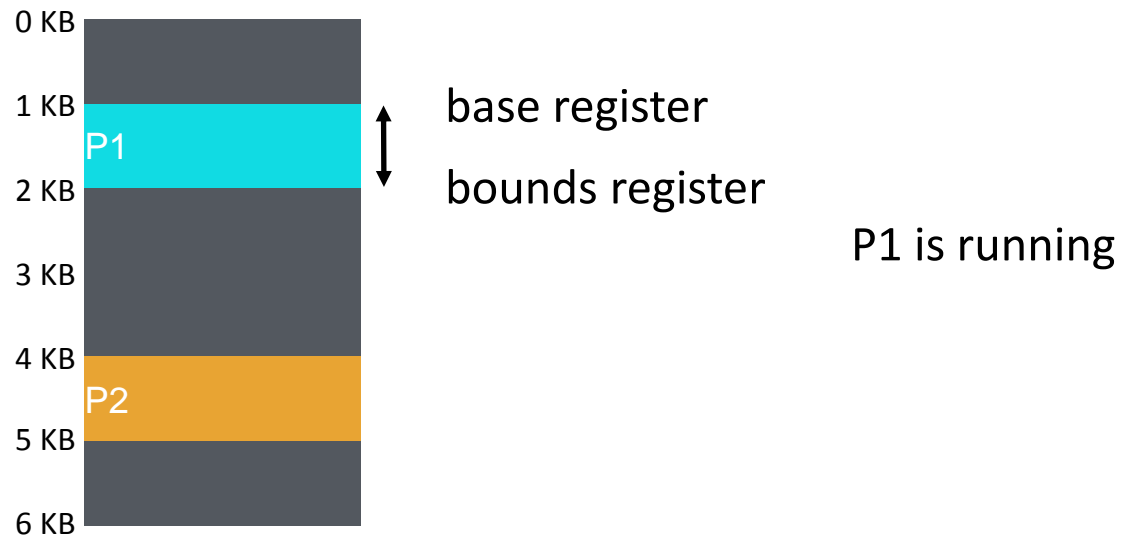 0 KB
1 KB
P1
2 KB
3 KB
4 KB
P2
5 KB
6 KB
base register
bounds register
P1 is running